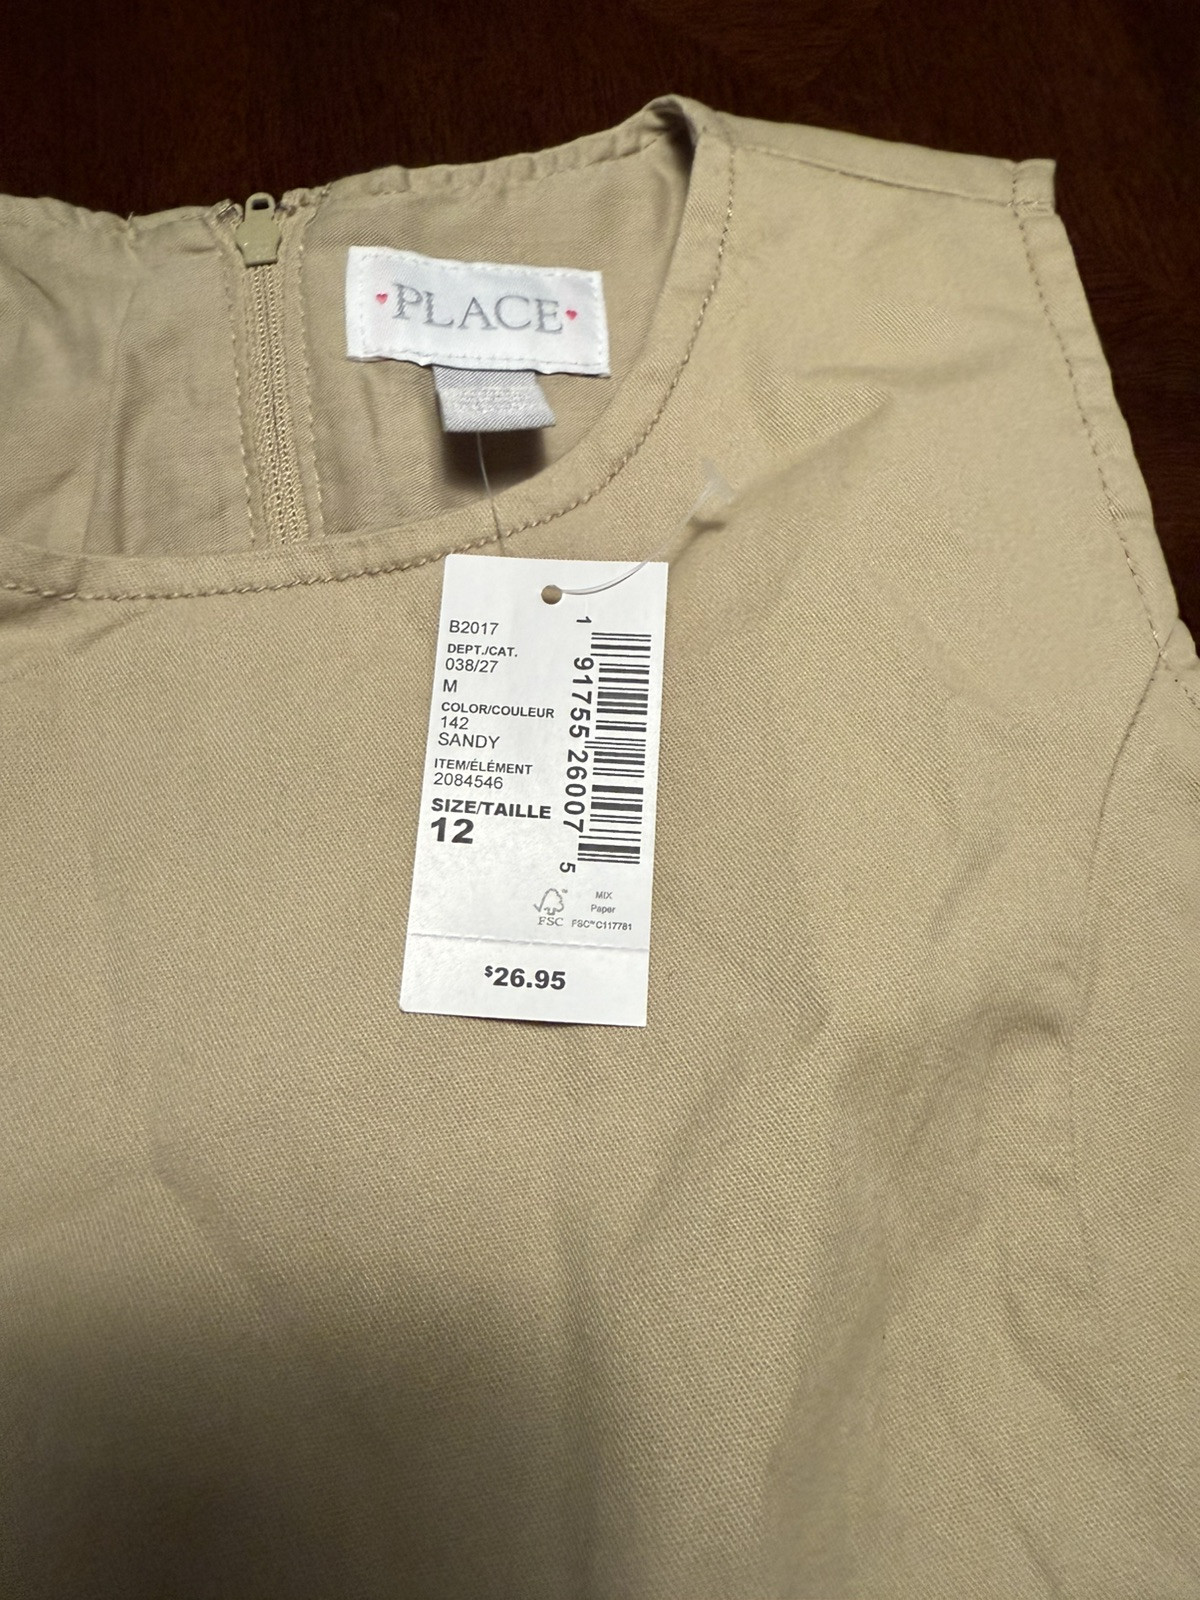 PLACE
B2017
DEPT./CAT.
038/27
M
COLOR/COULEUR
142
SANDY
ITEM/ÉLÉMENT
2084546
SIZE/TAILLE
12
1 91755 26007 5
FSC™
MIX
Paper
FSC™ C117781
$26.95